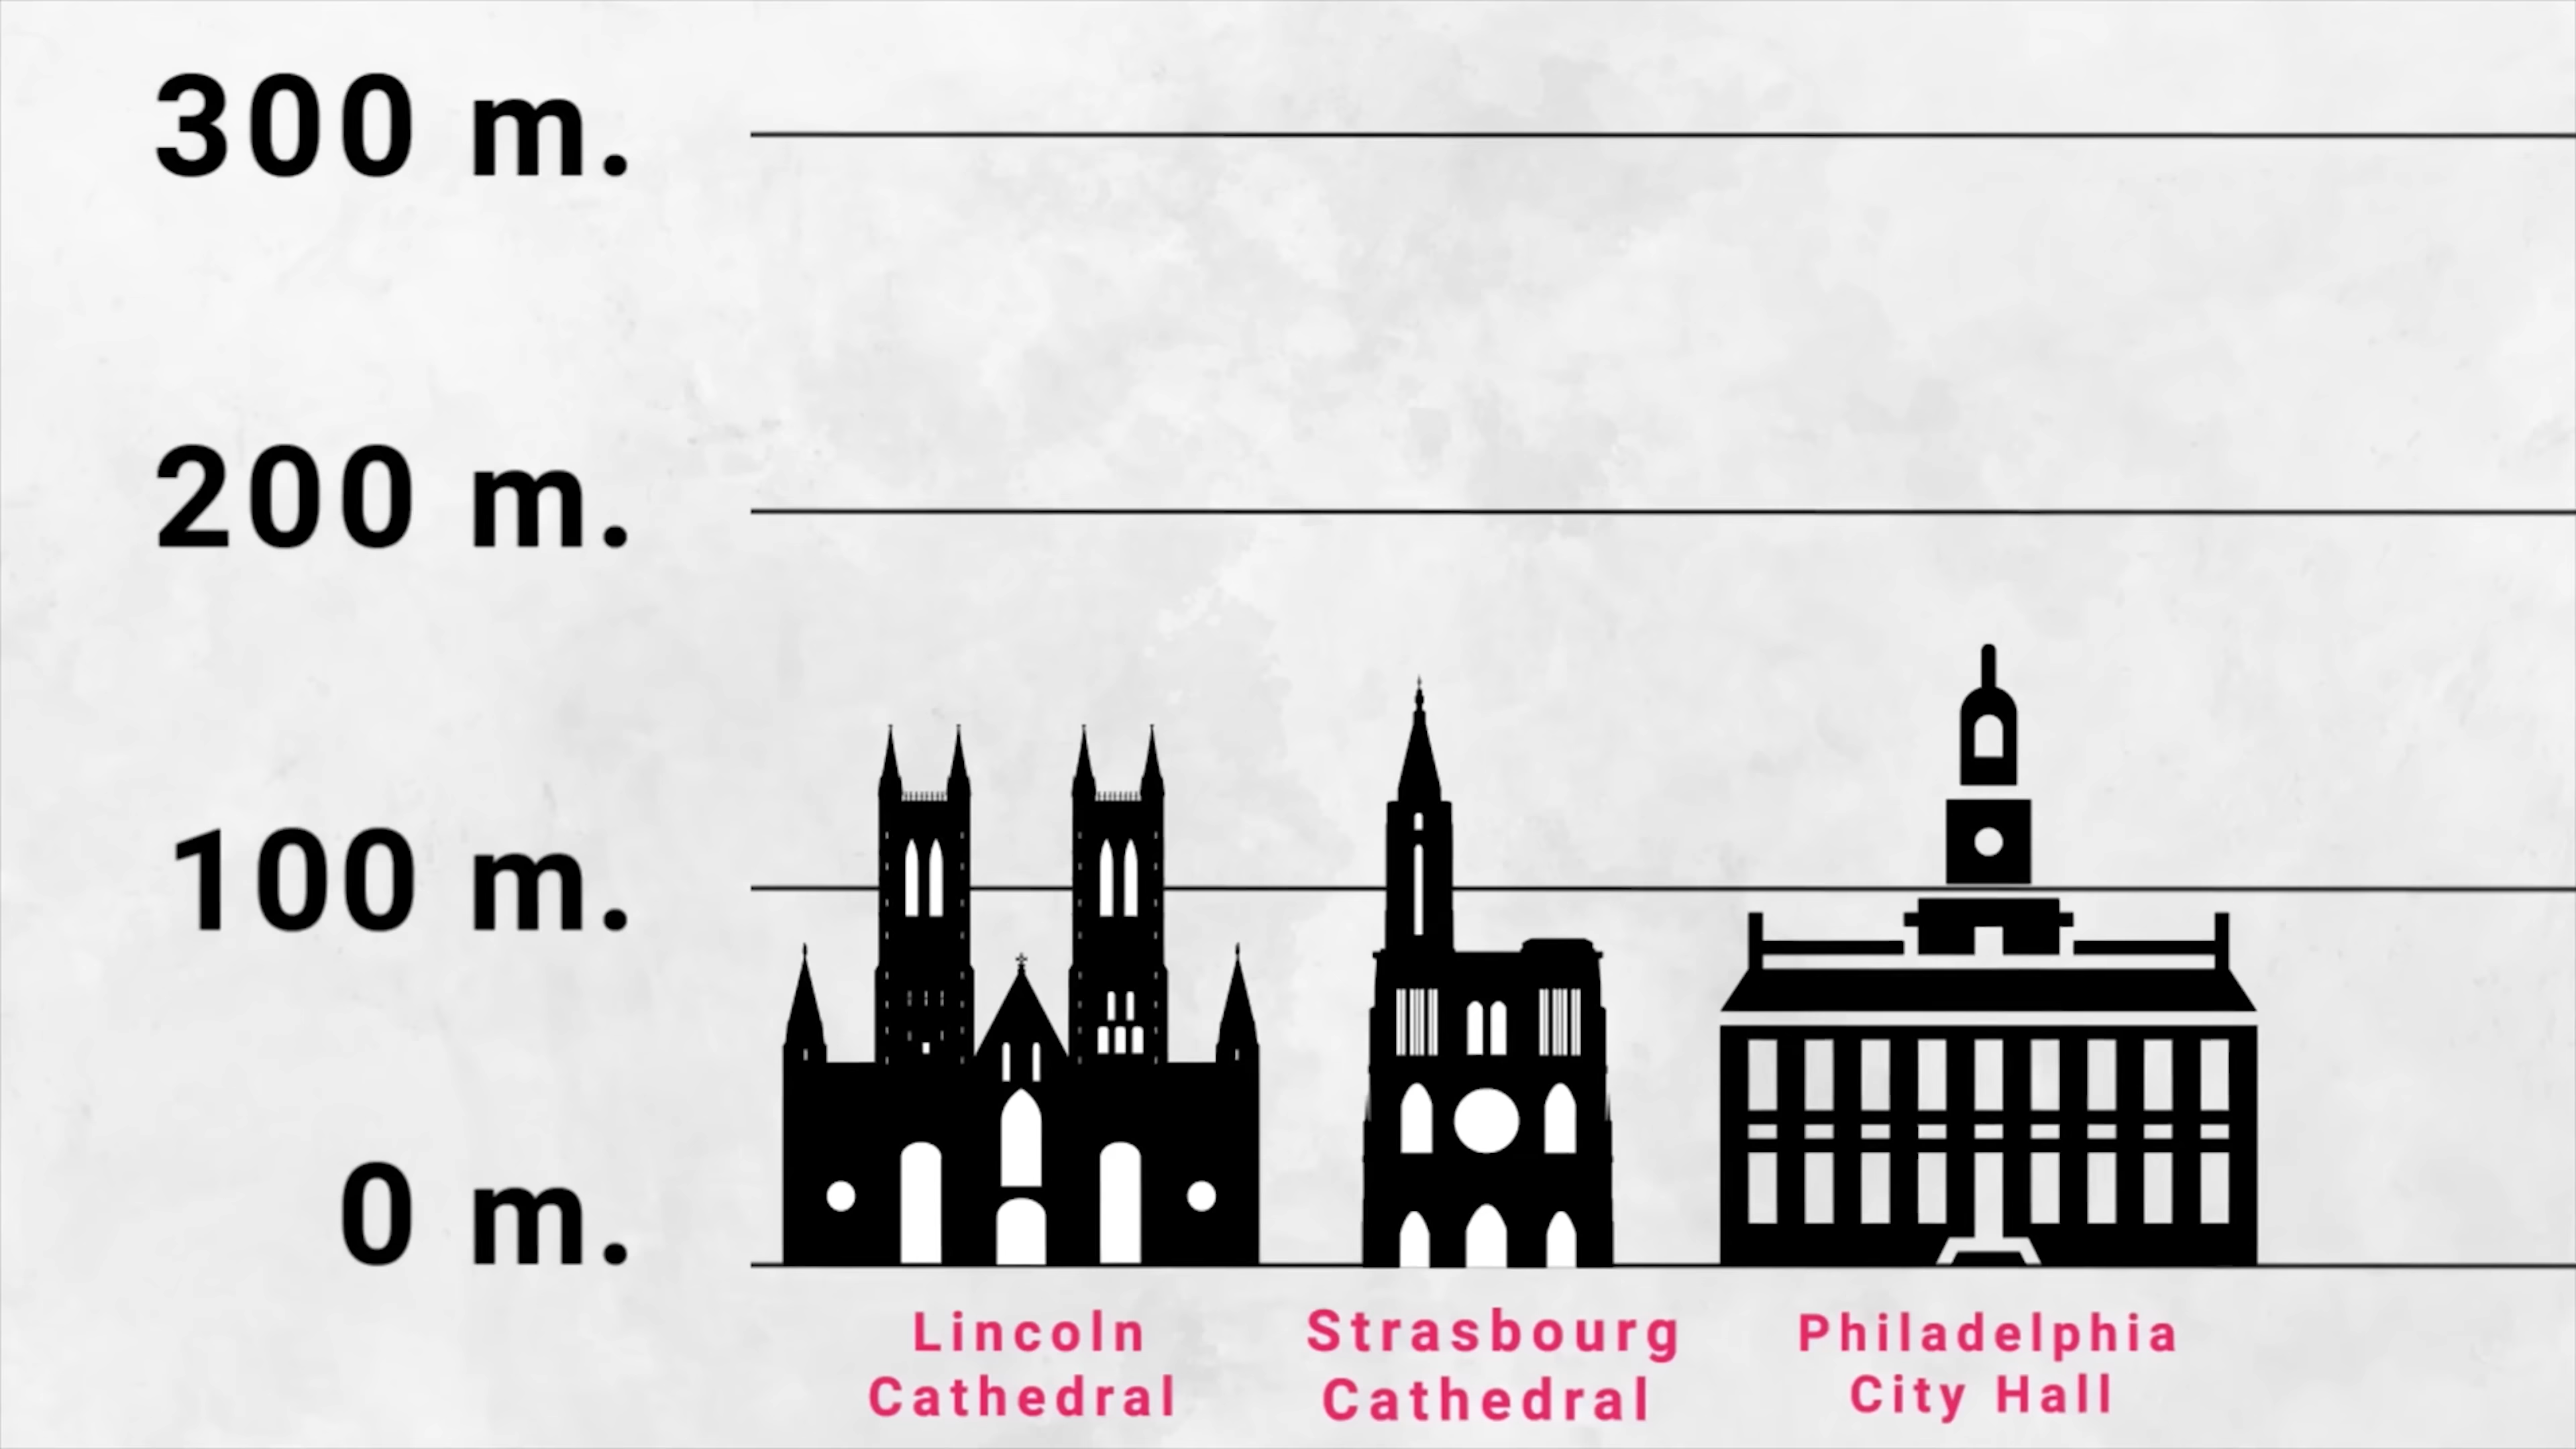 300 m.
200 m.
100 m.
0 m.
Lincoln
Cathedral
Strasbourg
Cathedral
Philadelphia
City Hall